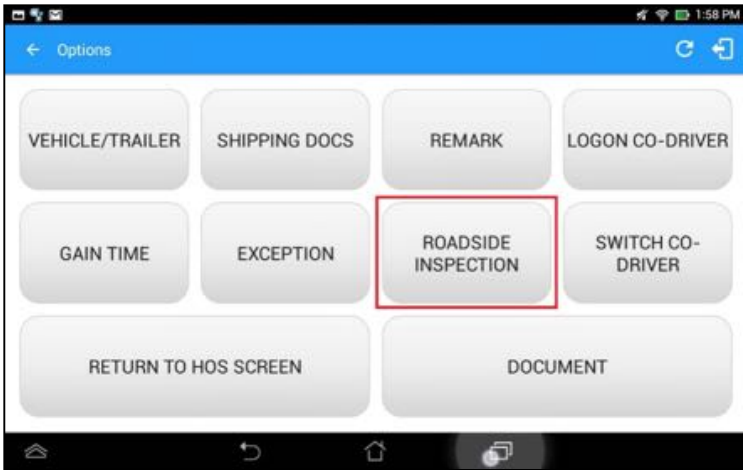 1:58 PM
Options
VEHICLE/TRAILER
SHIPPING DOCS
REMARK
LOGON CO-DRIVER
GAIN TIME
EXCEPTION
ROADSIDE
INSPECTION
SWITCH CO-
DRIVER
RETURN TO HOS SCREEN
DOCUMENT